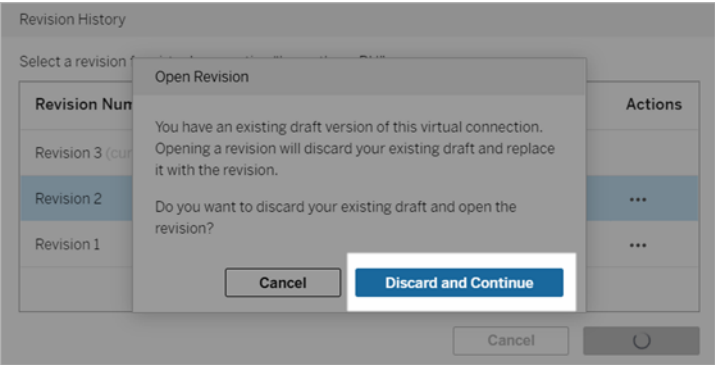 Revision History
Select a revision
Open Revision
Revision Num
Actions
You have an existing draft version of this virtual connection.
Opening a revision will discard your existing draft and replace
it with the revision.
Revision 3 (cur
Revision 2
•••
Do you want to discard your existing draft and open the
revision?
Revision 1
•••
Cancel
Discard and Continue
Cancel